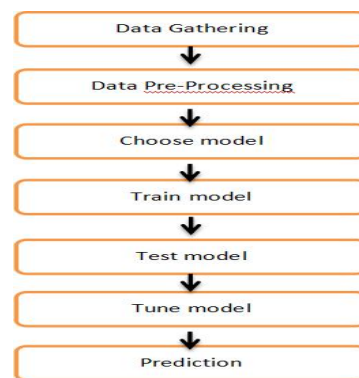 Data Gathering
Data Pre-Processing
Choose model
Train model
Test model
Tune model
Prediction